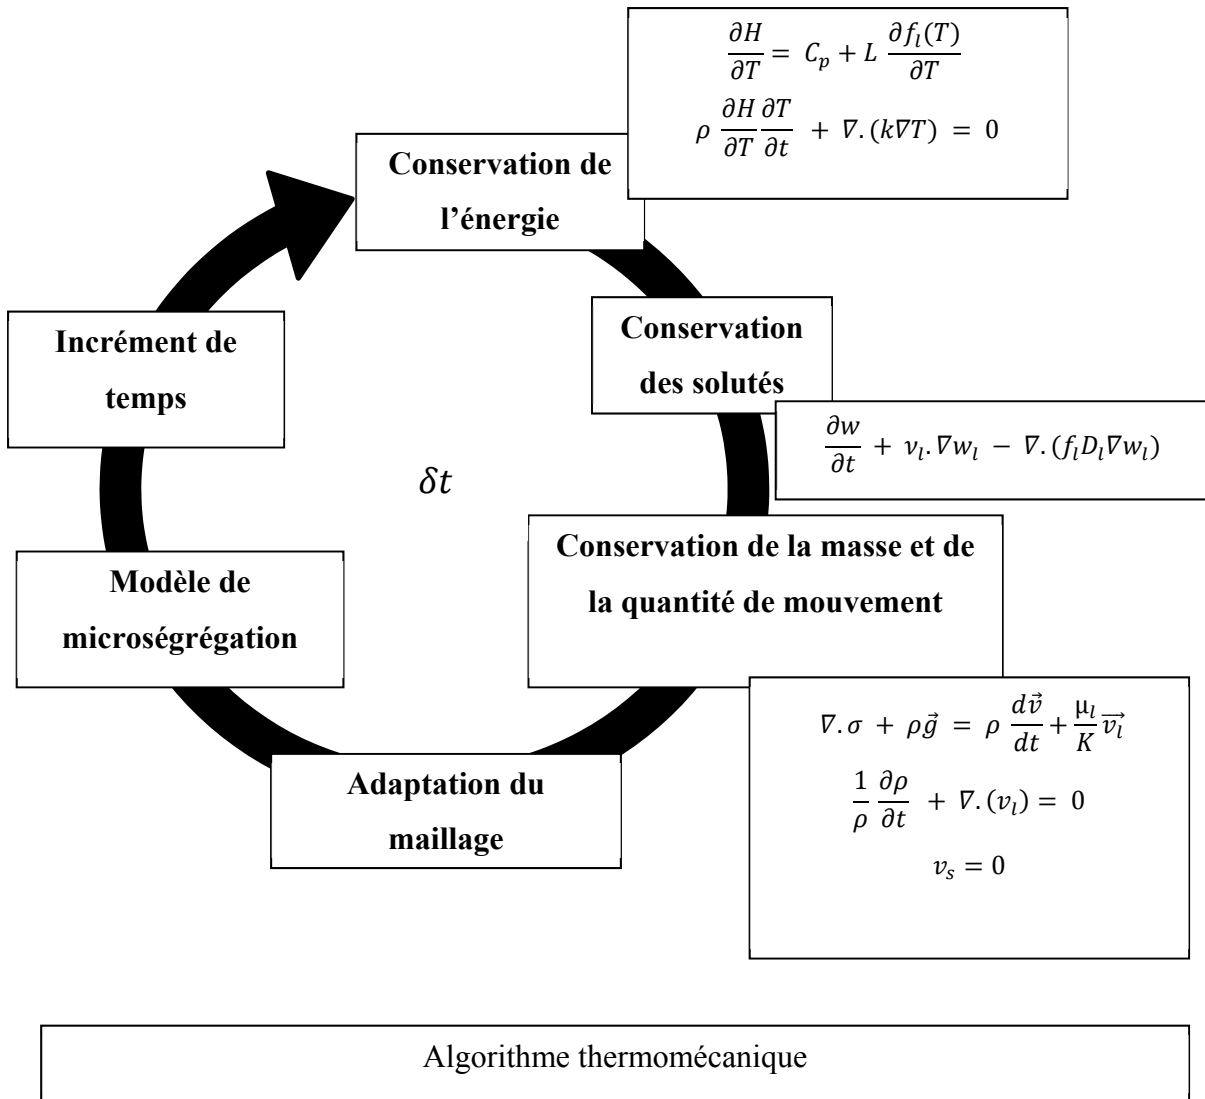 ∂H/∂T = C_p + L ∂f_l(T)/∂T
ρ ∂H/∂T ∂T/∂t + ∇.(k∇T) = 0
Conservation de
l’énergie
Conservation
des solutés
∂w/∂t + v_l.∇w_l − ∇.(f_l D_l ∇w_l)
Incrément de
temps
δt
Conservation de la masse et de
la quantité de mouvement
Modèle de
microségrégation
∇.σ + ρg⃗ = ρ dv⃗/dt + μ_l/K v_l⃗
1/ρ ∂ρ/∂t + ∇.(v_l) = 0
v_s = 0
Adaptation du
maillage
Algorithme thermomécanique